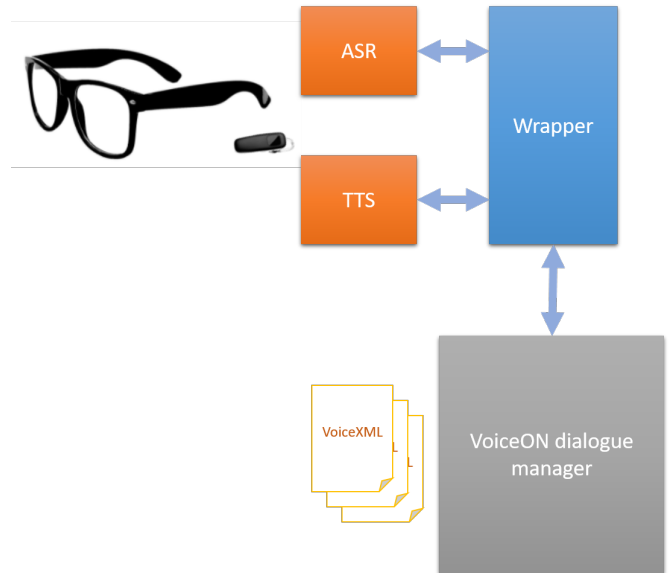 ASR
Wrapper
TTS
VoiceXML
L
L
VoiceON dialogue
manager